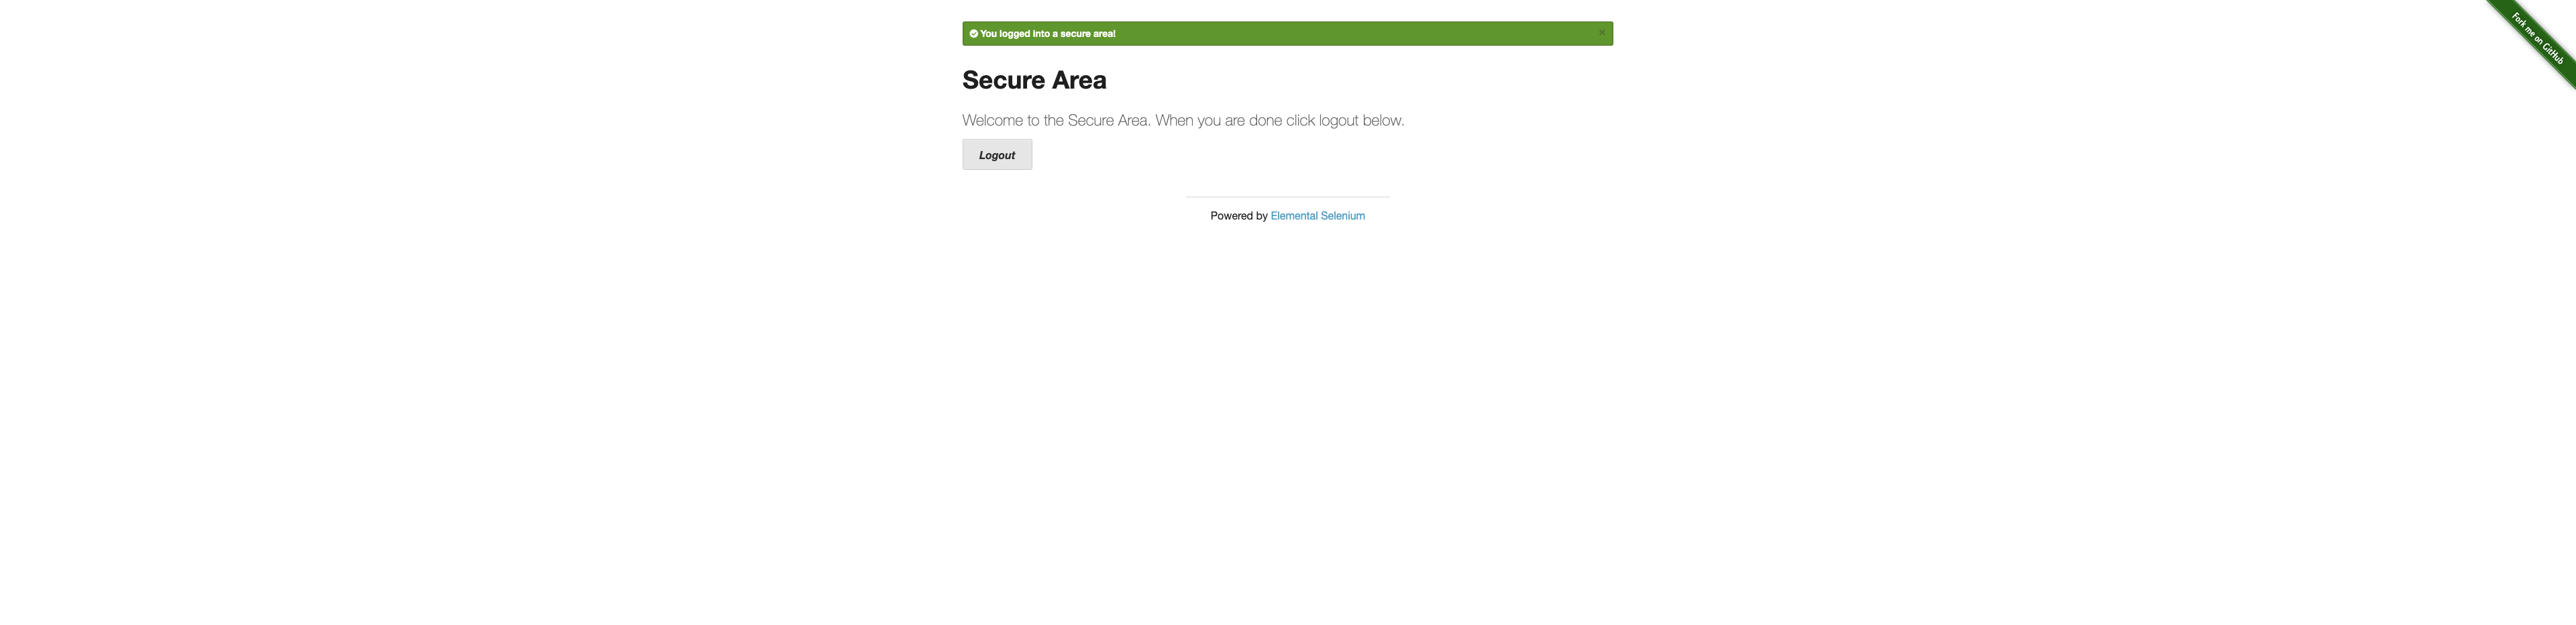 You logged into a secure area!
×
Fork me on GitHub
Secure Area
Welcome to the Secure Area. When you are done click logout below.
Logout
Powered by Elemental Selenium